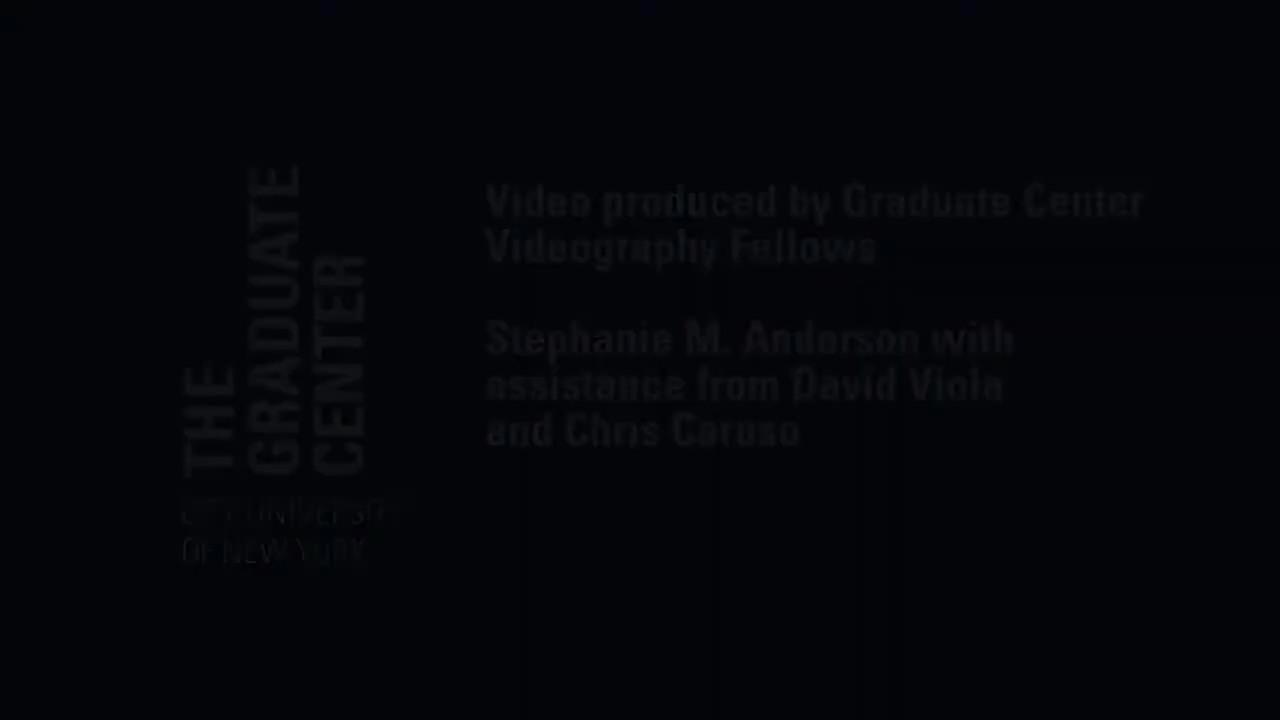 THE
GRADUATE
CENTER
CITY UNIVERSITY
OF NEW YORK
Video produced by Graduate Center
Videography Fellows
Stephanie M. Anderson with
assistance from David Viola
and Chris Caruso